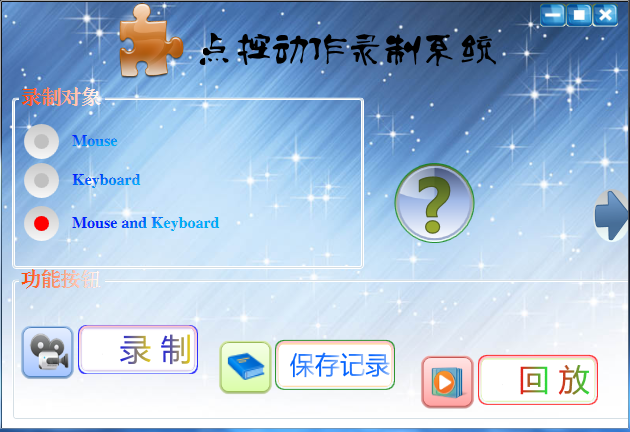 点控动作录制系统
录制对象
Mouse
Keyboard
Mouse and Keyboard
功能按钮
录制
保存记录
回放